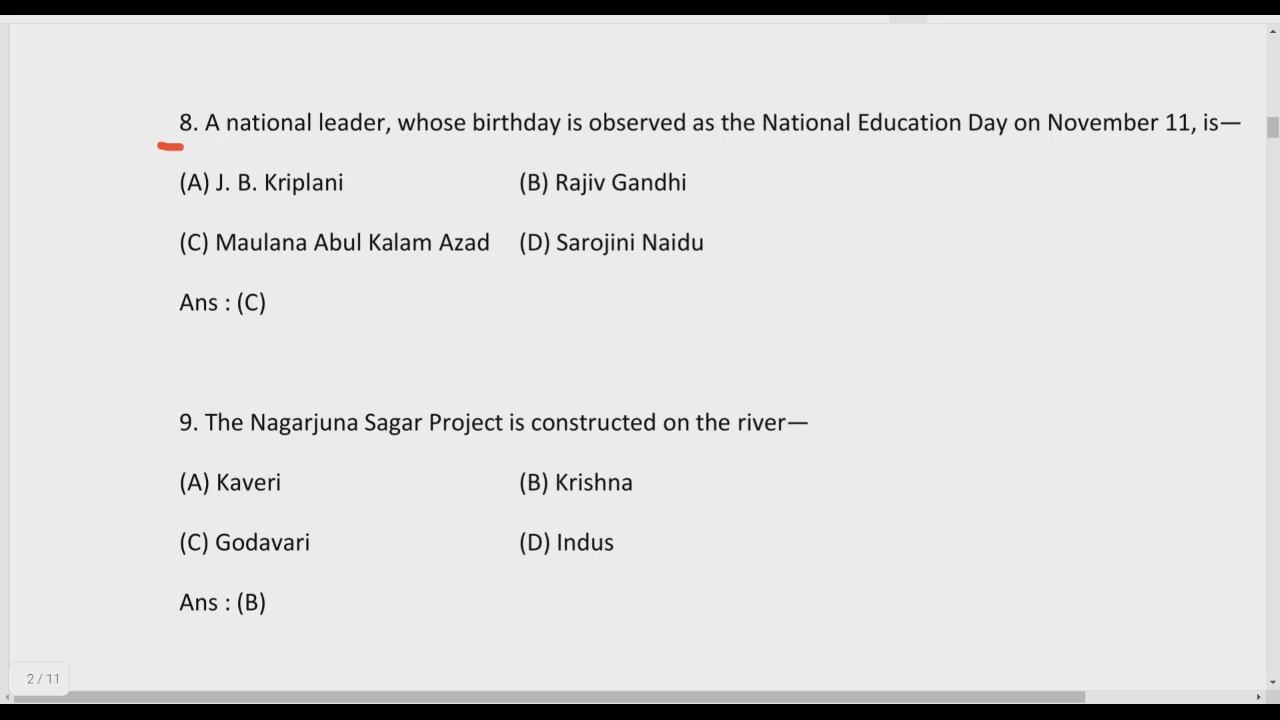 8. A national leader, whose birthday is observed as the National Education Day on November 11, is—
(A) J. B. Kriplani (B) Rajiv Gandhi
(C) Maulana Abul Kalam Azad (D) Sarojini Naidu
Ans : (C)
9. The Nagarjuna Sagar Project is constructed on the river—
(A) Kaveri (B) Krishna
(C) Godavari (D) Indus
Ans : (B)
2 / 11